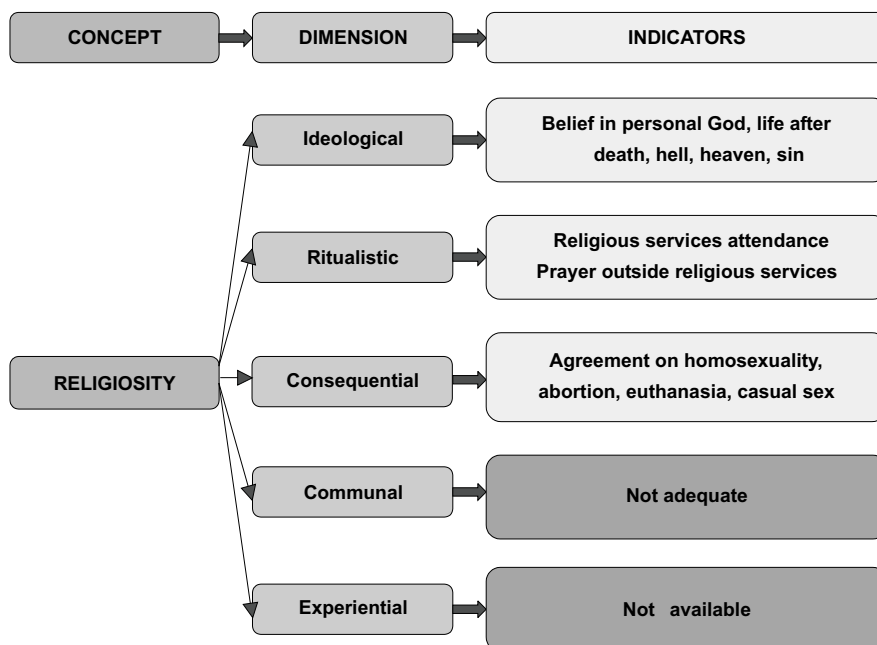 CONCEPT
DIMENSION
INDICATORS
Ideological
Belief in personal God, life after
death, hell, heaven, sin
Ritualistic
Religious services attendance
Prayer outside religious services
RELIGIOSITY
Consequential
Agreement on homosexuality,
abortion, euthanasia, casual sex
Communal
Not adequate
Experiential
Not available